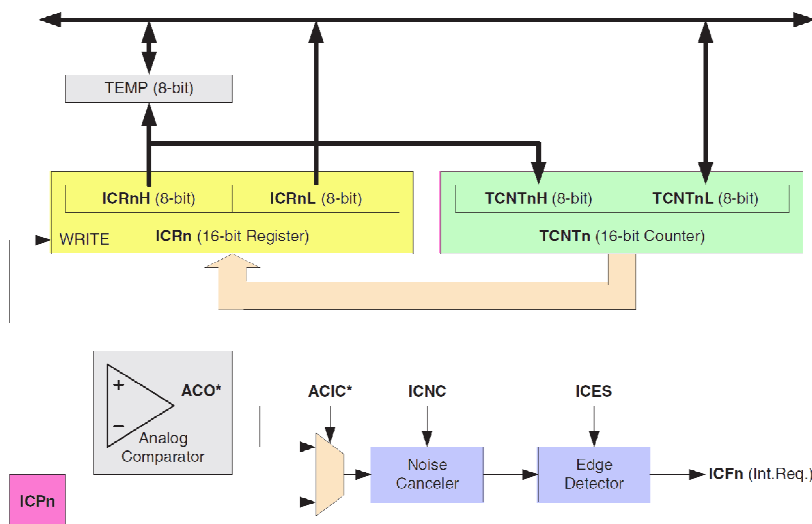 TEMP (8-bit)
ICRnH (8-bit)
ICRnL (8-bit)
TCNTnH (8-bit)
TCNTnL (8-bit)
WRITE
ICRn (16-bit Register)
TCNTn (16-bit Counter)
+
−
ACO*
Analog
Comparator
ACIC*
ICNC
ICES
Noise
Canceler
Edge
Detector
ICFn (Int.Req.)
ICPn